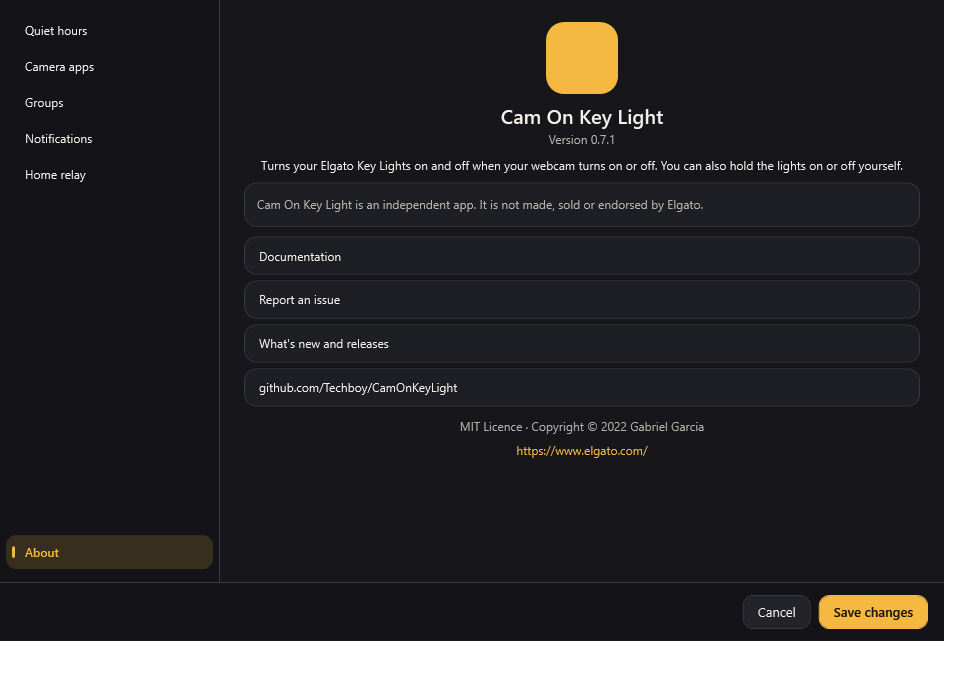 Quiet hours
Camera apps
Groups
Notifications
Home relay
About
Cam On Key Light
Version 0.7.1
Turns your Elgato Key Lights on and off when your webcam turns on or off. You can also hold the lights on or off yourself.
Cam On Key Light is an independent app. It is not made, sold or endorsed by Elgato.
Documentation
Report an issue
What's new and releases
github.com/Techboy/CamOnKeyLight
MIT Licence · Copyright © 2022 Gabriel Garcia
https://www.elgato.com/
Cancel
Save changes